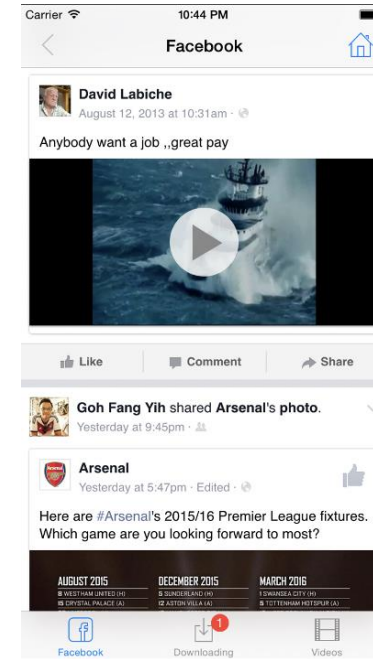 Carrier 10:44 PM
Facebook
David Labiche
August 12, 2013 at 10:31am ·
Anybody want a job ,,great pay
Like Comment Share
Goh Fang Yih shared Arsenal's photo.
Yesterday at 9:45pm ·
Arsenal
Yesterday at 5:47pm · Edited ·
Here are #Arsenal's 2015/16 Premier League fixtures.
Which game are you looking forward to most?
AUGUST 2015 DECEMBER 2015 MARCH 2016
8 WESTHAM UNITED (H) 5 SUNDERLAND (H) 1 SWANSEA CITY (H)
15 CRYSTAL PALACE (A) 12 ASTON VILLA (A) 5 TOTTENHAM HOTSPUR (A)
1
Facebook Downloading Videos